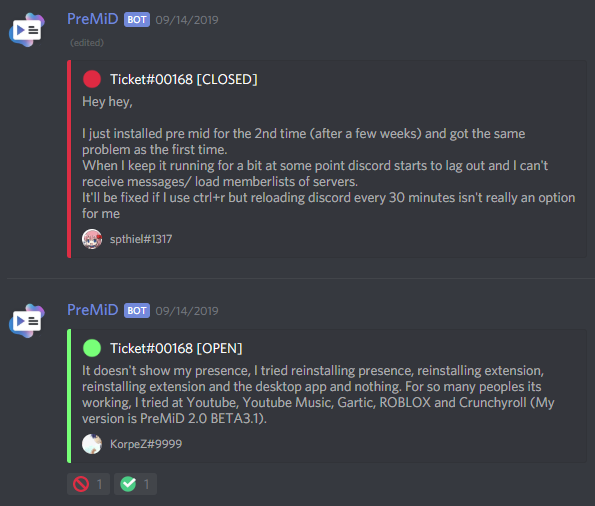 PreMiD BOT 09/14/2019
(edited)
Ticket#00168 [CLOSED]
Hey hey,
I just installed pre mid for the 2nd time (after a few weeks) and got the same
problem as the first time.
When I keep it running for a bit at some point discord starts to lag out and I can't
receive messages/ load memberlists of servers.
It'll be fixed if I use ctrl+r but reloading discord every 30 minutes isn't really an option
for me
spthiel#1317
PreMiD BOT 09/14/2019
Ticket#00168 [OPEN]
It doesn't show my presence, I tried reinstalling presence, reinstalling extension,
reinstalling extension and the desktop app and nothing. For so many peoples its
working, I tried at Youtube, Youtube Music, Gartic, ROBLOX and Crunchyroll (My
version is PreMiD 2.0 BETA3.1).
KorpeZ#9999
1 1